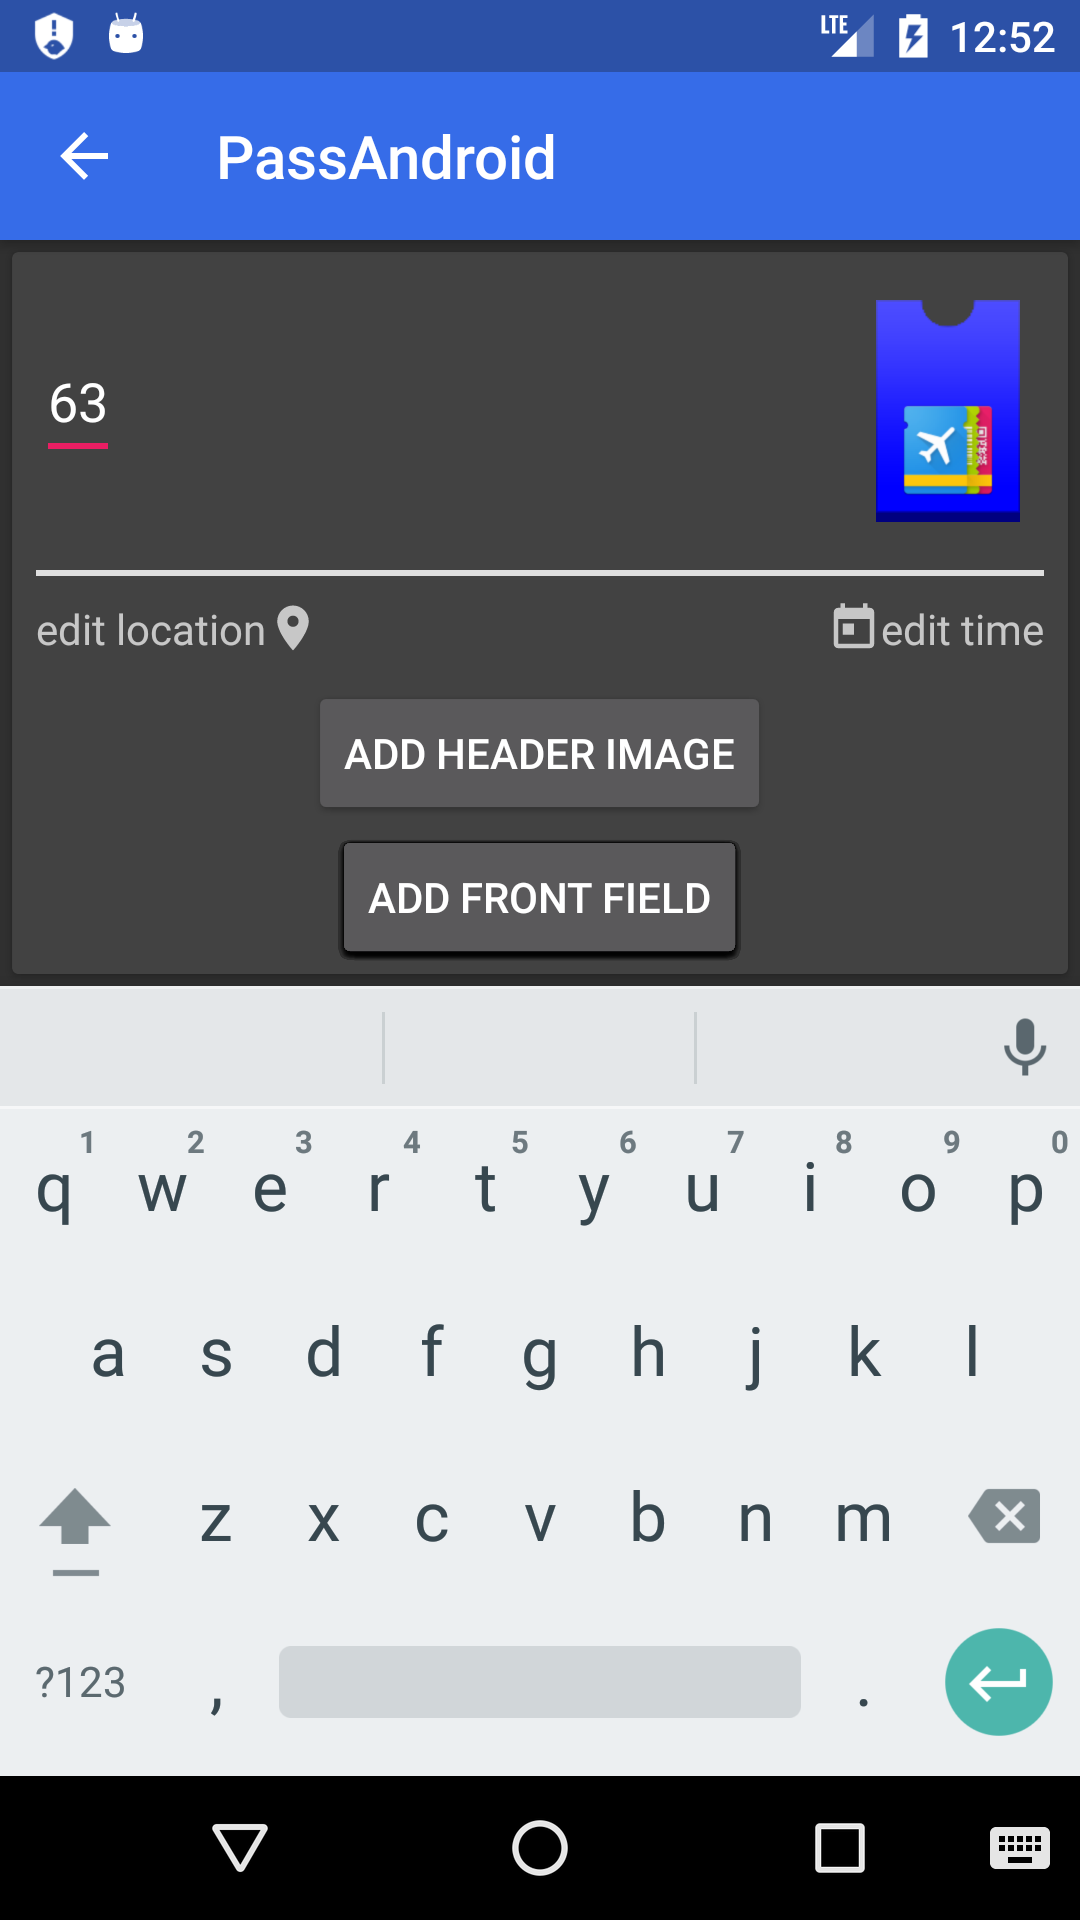 LTE 12:52
PassAndroid
63
edit location edit time
ADD HEADER IMAGE
ADD FRONT FIELD
1 2 3 4 5 6 7 8 9 0
q w e r t y u i o p
a s d f g h j k l
z x c v b n m
?123 , .